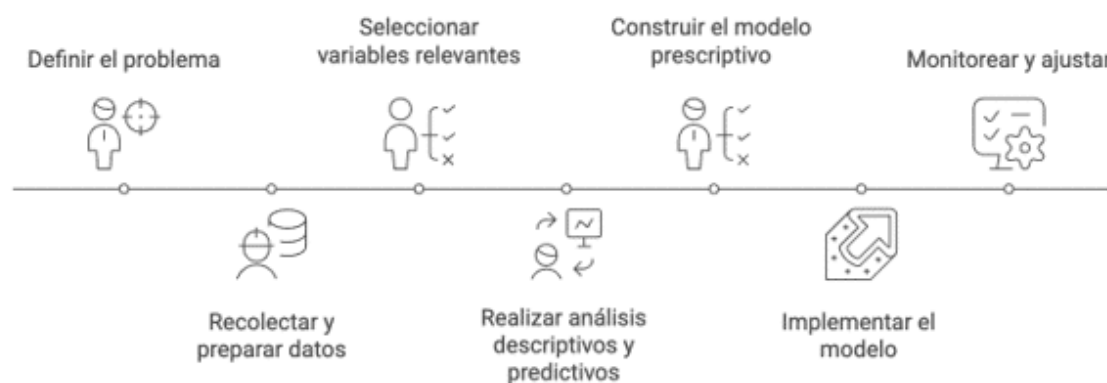 Definir el problema
Seleccionar
variables relevantes
Construir el modelo
prescriptivo
Monitorear y ajustar
Recolectar y
preparar datos
Realizar análisis
descriptivos y
predictivos
Implementar el
modelo